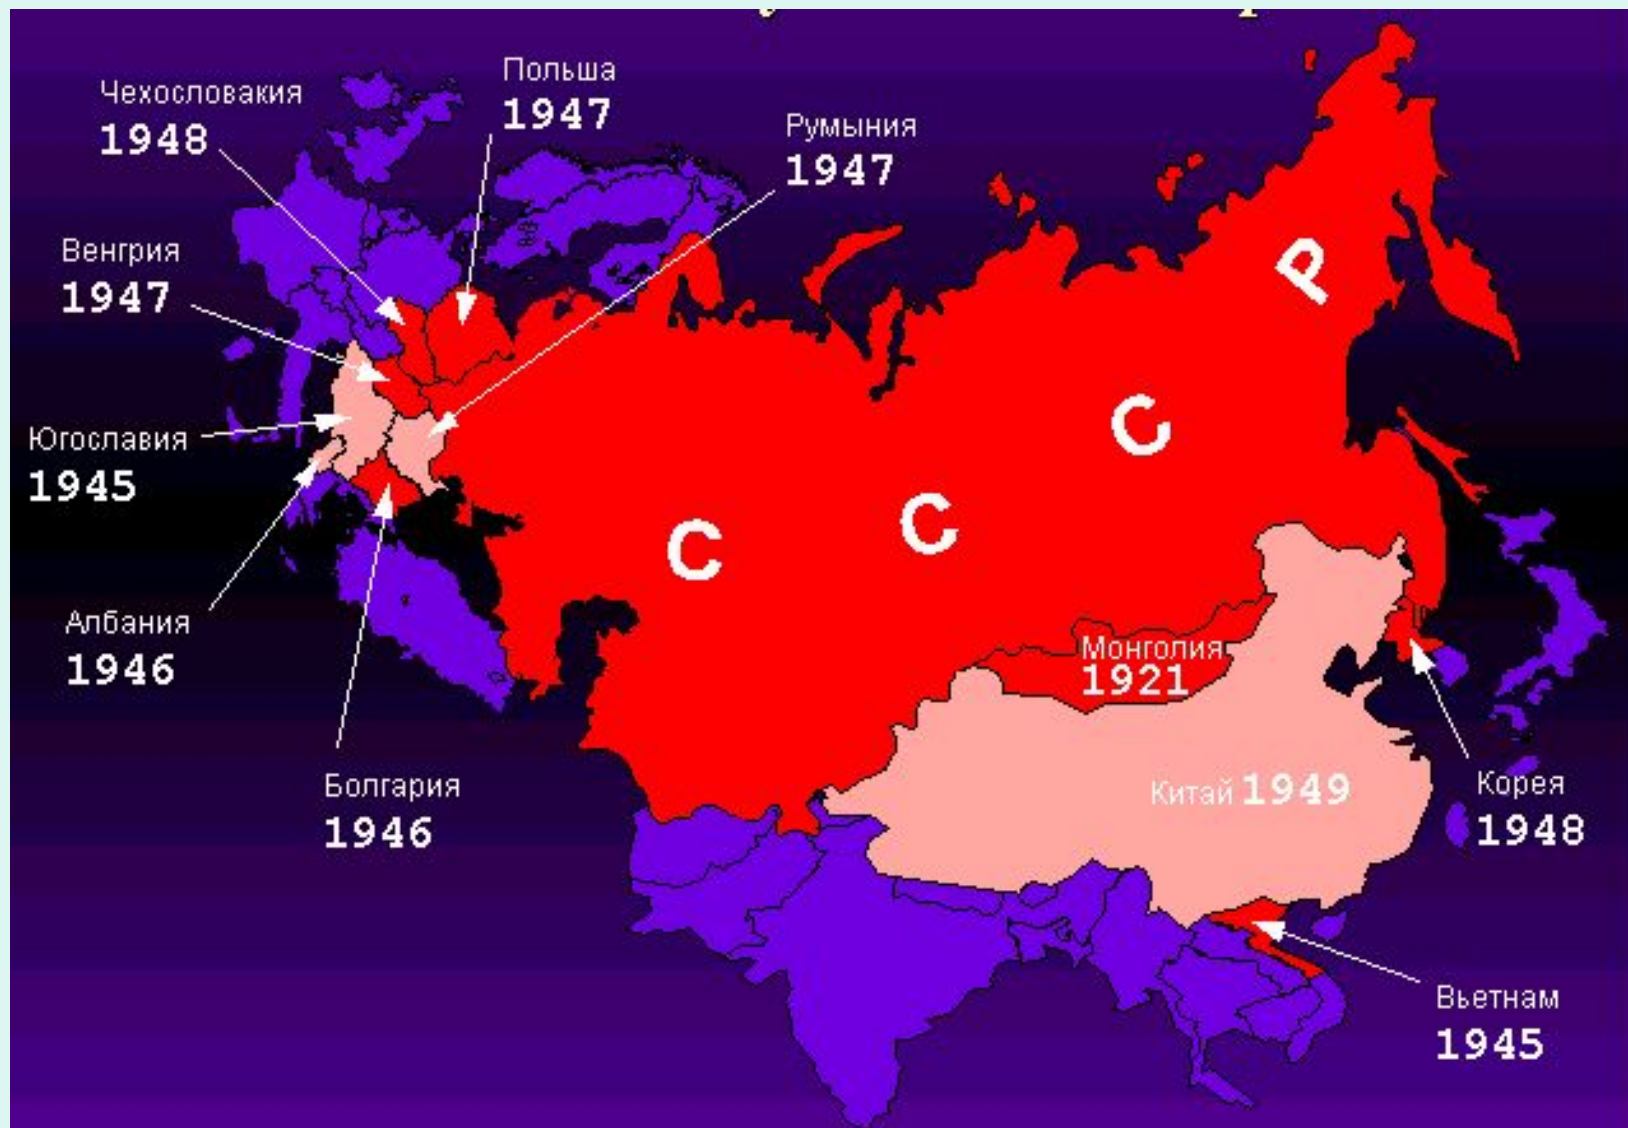 Польша
1947
Чехословакия
1948
Румыния
1947
Венгрия
1947
Р
С
Югославия
1945
С
С
Албания
1946
Монголия
1921
Болгария
1946
Китай 1949
Корея
1948
Вьетнам
1945